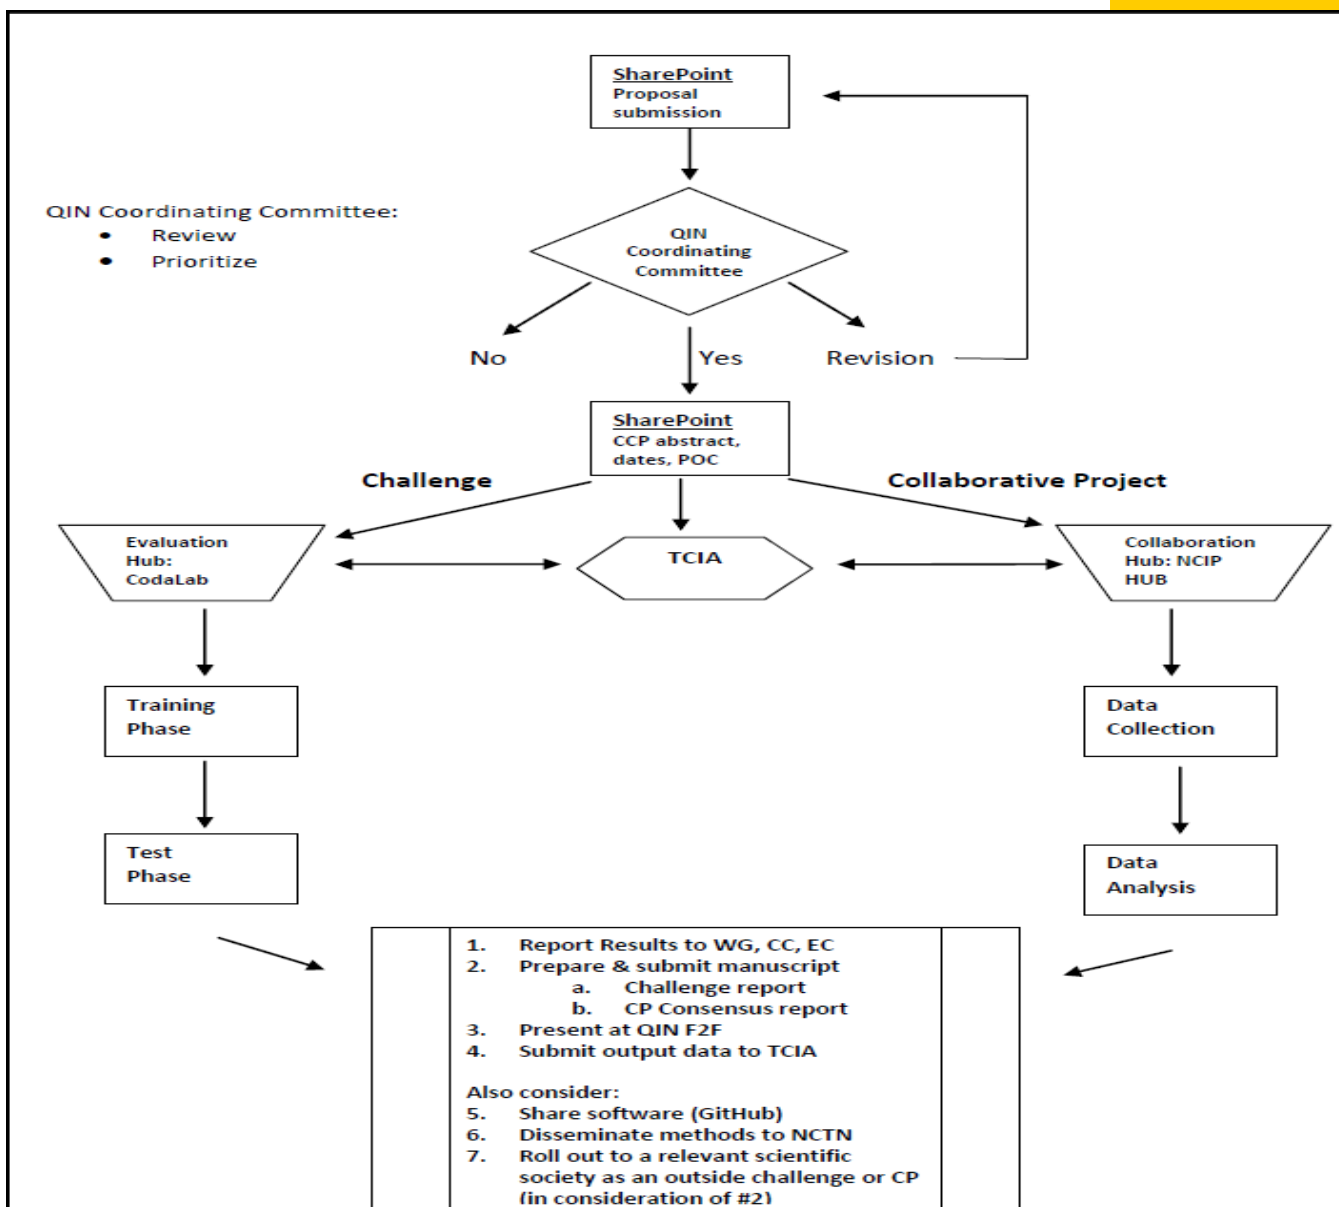 SharePoint
Proposal
submission
QIN Coordinating Committee:
• Review
• Prioritize
QIN
Coordinating
Committee
No
Yes
Revision
SharePoint
CCP abstract,
dates, POC
Challenge
Collaborative Project
Evaluation
Hub:
CodaLab
TCIA
Collaboration
Hub: NCIP
HUB
Training
Phase
Data
Collection
Test
Phase
Data
Analysis
1. Report Results to WG, CC, EC
2. Prepare & submit manuscript
a. Challenge report
b. CP Consensus report
3. Present at QIN F2F
4. Submit output data to TCIA
Also consider:
5. Share software (GitHub)
6. Disseminate methods to NCTN
7. Roll out to a relevant scientific
society as an outside challenge or CP
(in consideration of #2)